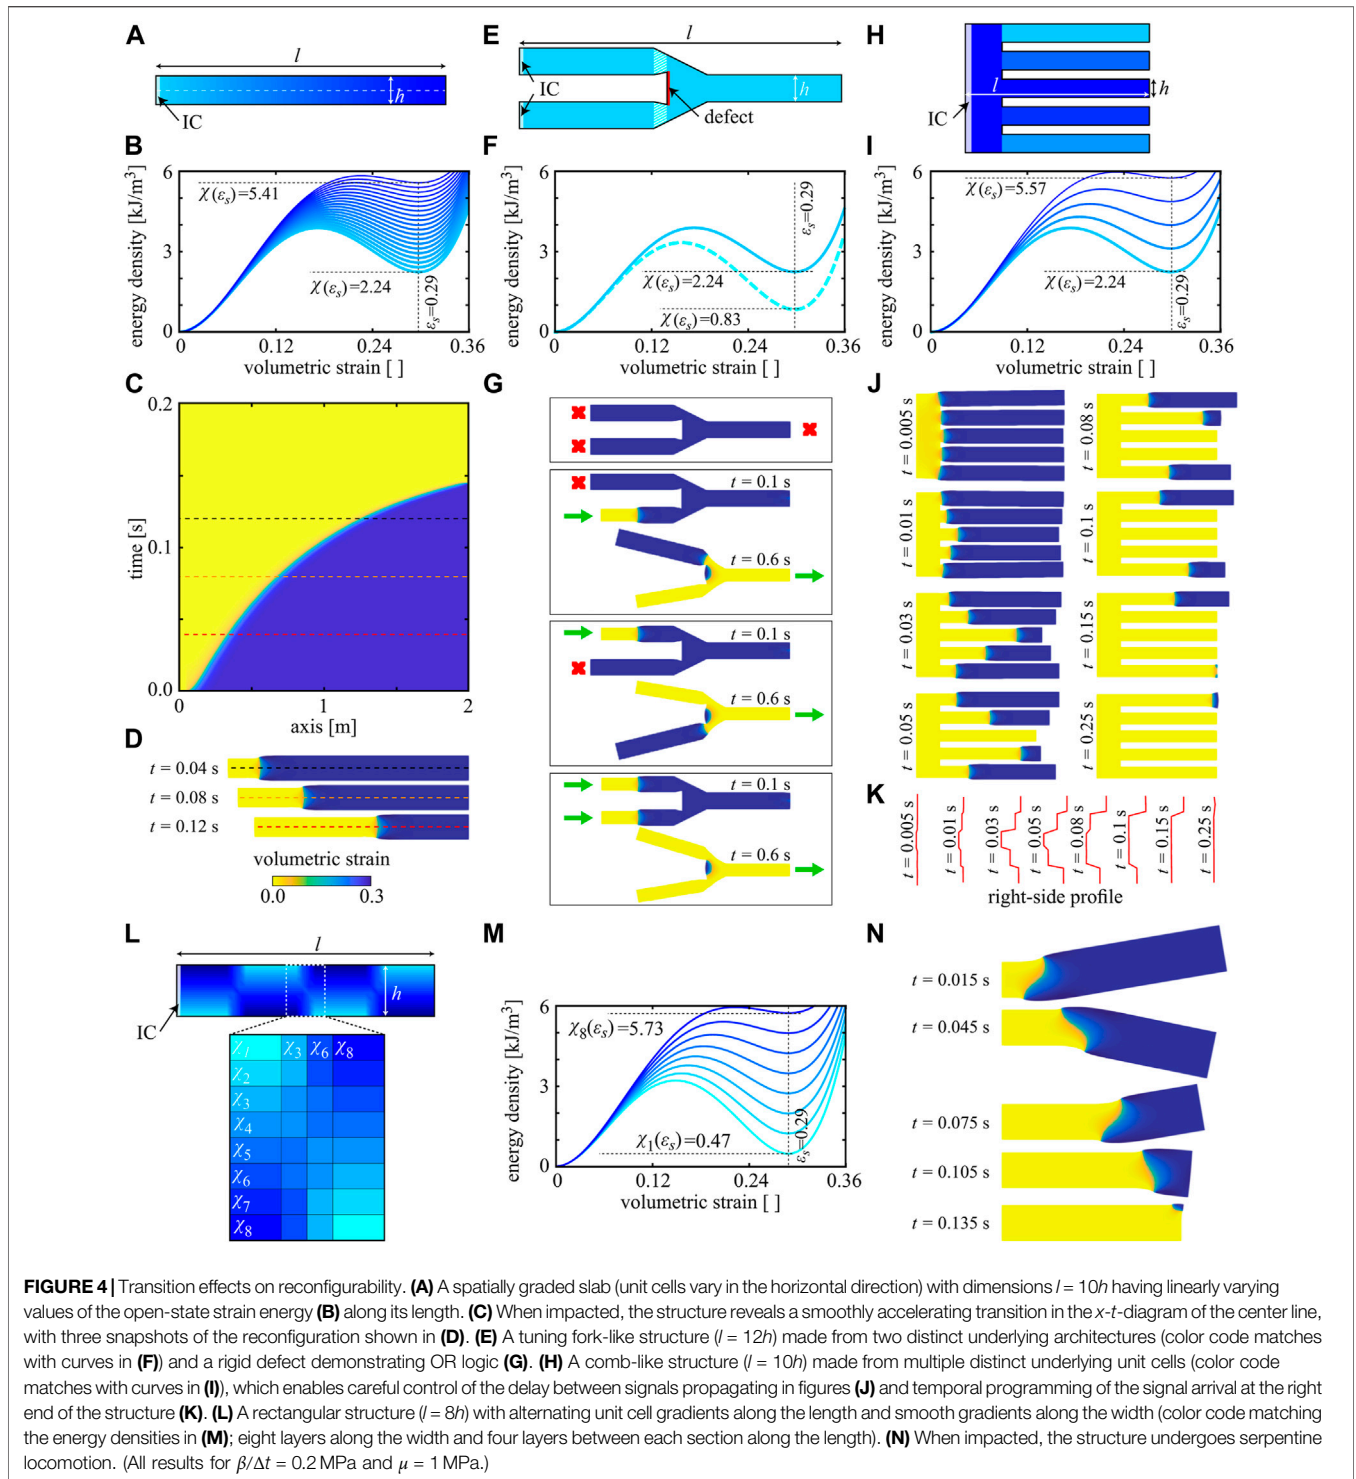 A
l
h
IC
E
l
IC
h
defect
H
l
h
IC
B
energy density [kJ/m³]
6
3
0
χ(εs)=5.41
χ(εs)=2.24
εs=0.29
0
0.12
0.24
0.36
volumetric strain [ ]
F
energy density [kJ/m³]
6
3
0
εs=0.29
χ(εs)=2.24
χ(εs)=0.83
0
0.12
0.24
0.36
volumetric strain [ ]
I
energy density [kJ/m³]
6
3
0
χ(εs)=5.57
χ(εs)=2.24
εs=0.29
0
0.12
0.24
0.36
volumetric strain [ ]
C
0.2
time [s]
0.1
0.0
0
1
2
axis [m]
D
t = 0.04 s
t = 0.08 s
t = 0.12 s
volumetric strain
0.0
0.3
G
t = 0.1 s
t = 0.6 s
t = 0.1 s
t = 0.6 s
t = 0.1 s
t = 0.6 s
J
t = 0.005 s
t = 0.08 s
t = 0.01 s
t = 0.1 s
t = 0.03 s
t = 0.15 s
t = 0.05 s
t = 0.25 s
K
t = 0.005 s
t = 0.01 s
t = 0.03 s
t = 0.05 s
t = 0.08 s
t = 0.1 s
t = 0.15 s
t = 0.25 s
right-side profile
L
l
h
IC
χ1 χ3 χ6 χ8
χ2
χ3
χ4
χ5
χ6
χ7
χ8
M
energy density [kJ/m³]
6
3
0
χ8(εs)=5.73
χ1(εs)=0.47
εs=0.29
0
0.12
0.24
0.36
volumetric strain [ ]
N
t = 0.015 s
t = 0.045 s
t = 0.075 s
t = 0.105 s
t = 0.135 s
FIGURE 4 | Transition effects on reconfigurability. (A) A spatially graded slab (unit cells vary in the horizontal direction) with dimensions l = 10h having linearly varying
values of the open-state strain energy (B) along its length. (C) When impacted, the structure reveals a smoothly accelerating transition in the x-t-diagram of the center line,
with three snapshots of the reconfiguration shown in (D). (E) A tuning fork-like structure (l = 12h) made from two distinct underlying architectures (color code matches
with curves in (F)) and a rigid defect demonstrating OR logic (G). (H) A comb-like structure (l = 10h) made from multiple distinct underlying unit cells (color code
matches with curves in (I)), which enables careful control of the delay between signals propagating in figures (J) and temporal programming of the signal arrival at the right
end of the structure (K). (L) A rectangular structure (l = 8h) with alternating unit cell gradients along the length and smooth gradients along the width (color code matching
the energy densities in (M); eight layers along the width and four layers between each section along the length). (N) When impacted, the structure undergoes serpentine
locomotion. (All results for β/Δt = 0.2 MPa and μ = 1 MPa.)